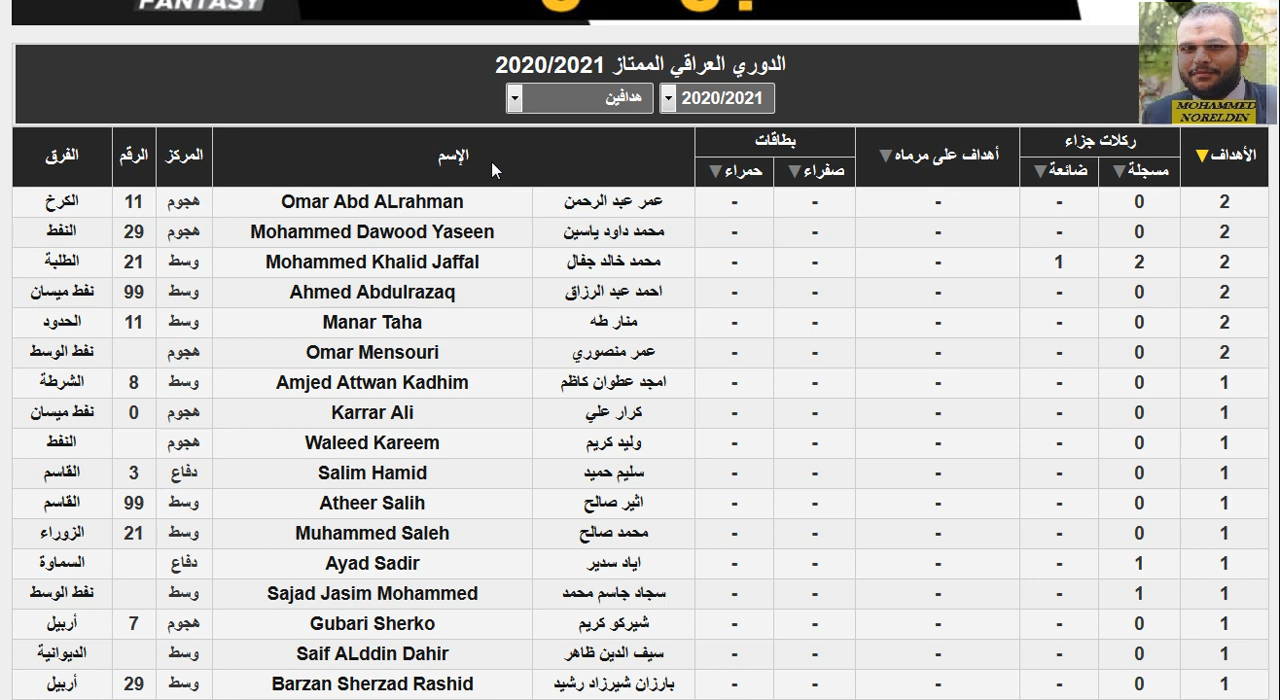 FANTASY
MOHAMMED
NORELDIN
الدوري العراقي الممتاز 2020/2021
2020/2021 هدافين
الأهداف ركلات جزاء أهداف على مرماه بطاقات الإسم المركز الرقم الفرق
مسجلة ضائعة صفراء حمراء
2 0 - - - - عمر عبد الرحمن Omar Abd ALrahman هجوم 11 الكرخ
2 0 - - - - محمد داود ياسين Mohammed Dawood Yaseen هجوم 29 النفط
2 2 1 - - - محمد خالد جفال Mohammed Khalid Jaffal وسط 21 الطلبة
2 0 - - - - احمد عبد الرزاق Ahmed Abdulrazaq وسط 99 نفط ميسان
2 0 - - - - منار طه Manar Taha وسط 11 الحدود
2 0 - - - - عمر منصوري Omar Mensouri هجوم نفط الوسط
1 0 - - - - امجد عطوان كاظم Amjed Attwan Kadhim وسط 8 الشرطة
1 0 - - - - كرار علي Karrar Ali هجوم 0 نفط ميسان
1 0 - - - - وليد كريم Waleed Kareem هجوم النفط
1 0 - - - - سليم حميد Salim Hamid دفاع 3 القاسم
1 0 - - - - اثير صالح Atheer Salih وسط 99 القاسم
1 0 - - - - محمد صالح Muhammed Saleh وسط 21 الزوراء
1 1 - - - - اياد سدير Ayad Sadir دفاع السماوة
1 1 - - - - سجاد جاسم محمد Sajad Jasim Mohammed وسط نفط الوسط
1 0 - - - - شيركو كريم Gubari Sherko هجوم 7 أربيل
1 0 - - - - سيف الدين ظاهر Saif ALddin Dahir وسط الديوانية
1 0 - - - - بارزان شيرزاد رشيد Barzan Sherzad Rashid وسط 29 أربيل